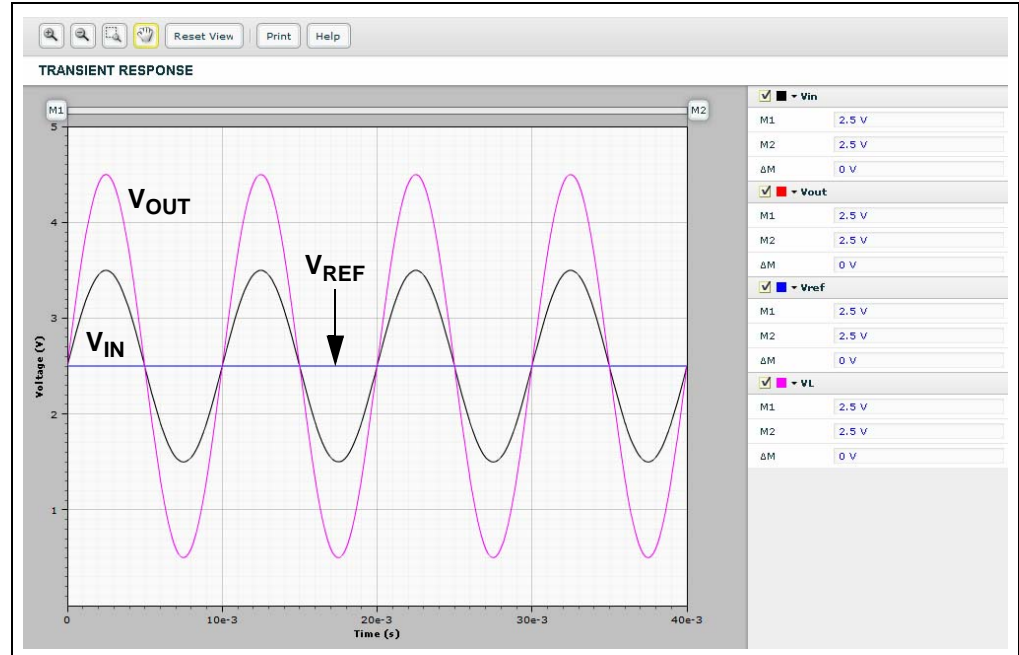 Reset View
Print
Help
TRANSIENT RESPONSE
M1
M2
5
4
3
2
1
Voltage (V)
VOUT
VREF
VIN
0
10e-3
20e-3
30e-3
40e-3
Time (s)
Vin
M1 2.5 V
M2 2.5 V
ΔM 0 V
Vout
M1 2.5 V
M2 2.5 V
ΔM 0 V
Vref
M1 2.5 V
M2 2.5 V
ΔM 0 V
VL
M1 2.5 V
M2 2.5 V
ΔM 0 V